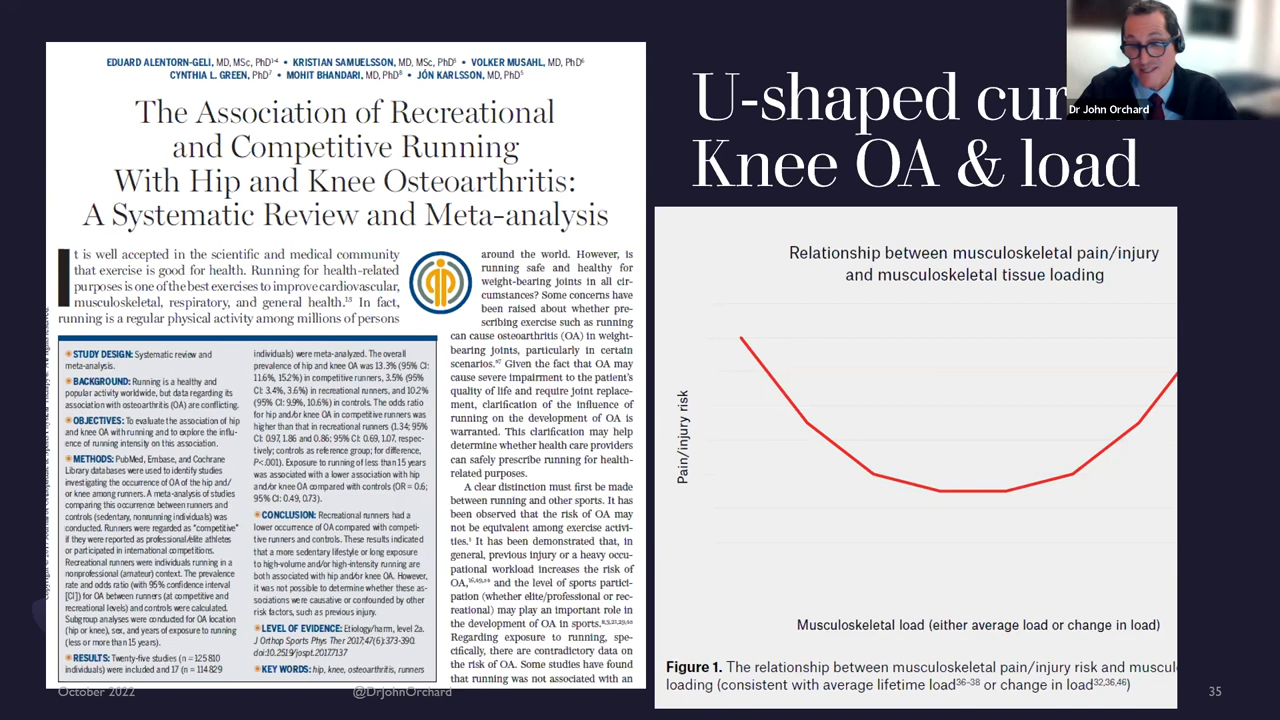 EDUARD ALENTORN-GELI, MD, MSc, PhD¹⁻⁴ • KRISTIAN SAMUELSSON, MD, MSc, PhD⁵ • VOLKER MUSAHL, MD, PhD⁶
CYNTHIA L. GREEN, PhD⁷ • MOHIT BHANDARI, MD, PhD⁸ • JÓN KARLSSON, MD, PhD⁵
The Association of Recreational
and Competitive Running
With Hip and Knee Osteoarthritis:
A Systematic Review and Meta-analysis
It is well accepted in the scientific and medical community
that exercise is good for health. Running for health-related
purposes is one of the best exercises to improve cardiovascular,
musculoskeletal, respiratory, and general health.⁵³ In fact,
running is a regular physical activity among millions of persons
around the world. However, is
running safe and healthy for
weight-bearing joints in all cir-
cumstances? Some concerns have
been raised about whether pre-
scribing exercise such as running
can cause osteoarthritis (OA) in weight-
bearing joints, particularly in certain
scenarios.⁴⁷ Given the fact that OA may
cause severe impairment to the patient's
quality of life and require joint replace-
ment, clarification of the influence of
running on the development of OA is
warranted. This clarification may help
determine whether health care providers
can safely prescribe running for health-
related purposes.
A clear distinction must first be made
between running and other sports. It has
been observed that the risk of OA may
not be equivalent among exercise activi-
ties.³ It has been demonstrated that, in
general, previous injury or a heavy occu-
pational workload increases the risk of
OA, and the level of sports partici-
pation (whether elite/professional or rec-
reational) may play an important role in
the development of OA in sports.
Regarding exposure to running, spe-
cifically, there are contradictory data on
the risk of OA. Some studies have found
that running was not associated with an
STUDY DESIGN: Systematic review and
meta-analysis.
BACKGROUND: Running is a healthy and
popular activity worldwide, but data regarding its
association with osteoarthritis (OA) are conflicting.
OBJECTIVES: To evaluate the association of hip
and knee OA with running and to explore the influ-
ence of running intensity on this association.
METHODS: PubMed, Embase, and Cochrane
Library databases were used to identify studies
investigating the occurrence of OA of the hip and/
or knee among runners. A meta-analysis of studies
comparing this occurrence between runners and
controls (sedentary, nonrunning individuals) was
conducted. Runners were regarded as "competitive"
if they were reported as professional/elite athletes
or participated in international competitions.
Recreational runners were individuals running in a
nonprofessional (amateur) context. The prevalence
rate and odds ratio (with 95% confidence interval
[CI]) for OA between runners (at competitive and
recreational levels) and controls were calculated.
Subgroup analyses were conducted for OA location
(hip or knee), sex, and years of exposure to running
(less or more than 15 years).
RESULTS: Twenty-five studies (n = 125 810
individuals) were included and 17 (n = 114 829
individuals) were meta-analyzed. The overall
prevalence of hip and knee OA was 13.3% (95% CI:
11.6%, 15.2%) in competitive runners, 3.5% (95%
CI: 3.4%, 3.6%) in recreational runners, and 10.2%
(95% CI: 9.9%, 10.6%) in controls. The odds ratio
for hip and/or knee OA in competitive runners was
higher than that in recreational runners (1.34; 95%
CI: 0.97, 1.86 and 0.86; 95% CI: 0.69, 1.07, respec-
tively; controls as reference group; for difference,
P<.001). Exposure to running of less than 15 years
was associated with a lower association with hip
and/or knee OA compared with controls (OR = 0.6;
95% CI: 0.49, 0.73).
CONCLUSION: Recreational runners had a
lower occurrence of OA compared with competi-
tive runners and controls. These results indicated
that a more sedentary lifestyle or long exposure
to high-volume and/or high-intensity running are
both associated with hip and/or knee OA. However,
it was not possible to determine whether these as-
sociations were causative or confounded by other
risk factors, such as previous injury.
LEVEL OF EVIDENCE: Etiology/harm, level 2a.
J Orthop Sports Phys Ther 2017;47(6):373-390.
doi:10.2519/jospt.2017.7137
KEY WORDS: hip, knee, osteoarthritis, runners
U-shaped cur
Knee OA & load
Dr John Orchard
Relationship between musculoskeletal pain/injury
and musculoskeletal tissue loading
Pain/injury risk
Musculoskeletal load (either average load or change in load)
Figure 1. The relationship between musculoskeletal pain/injury risk and muscul
loading (consistent with average lifetime load³⁶⁻³⁸ or change in load³²,³⁶,⁴⁶)
October 2022
@DrJohnOrchard
35